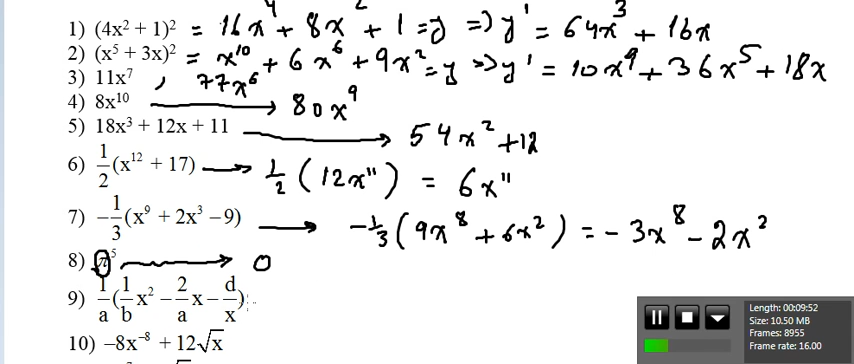 1) (4x² + 1)² = 16x⁴ + 8x² + 1 = y => y' = 64x³ + 16x
2) (x⁵ + 3x)² = x¹⁰ + 6x⁶ + 9x² = y => y' = 10x⁹ + 36x⁵ + 18x
3) 11x⁷ , 77x⁶
4) 8x¹⁰ → 80x⁹
5) 18x³ + 12x + 11 → 54x² + 12
6) 1/2 (x¹² + 17) → 1/2 (12x¹¹) = 6x¹¹
7) -1/3 (x⁹ + 2x³ - 9) → -1/3 (9x⁸ + 6x²) = -3x⁸ - 2x²
8) π⁵ → 0
9) 1/a (1/b x² - 2/a x - d/x)
10) -8x⁻⁸ + 12√x
Length: 00:09:52
Size: 10.50 MB
Frames: 8955
Frame rate: 16.00